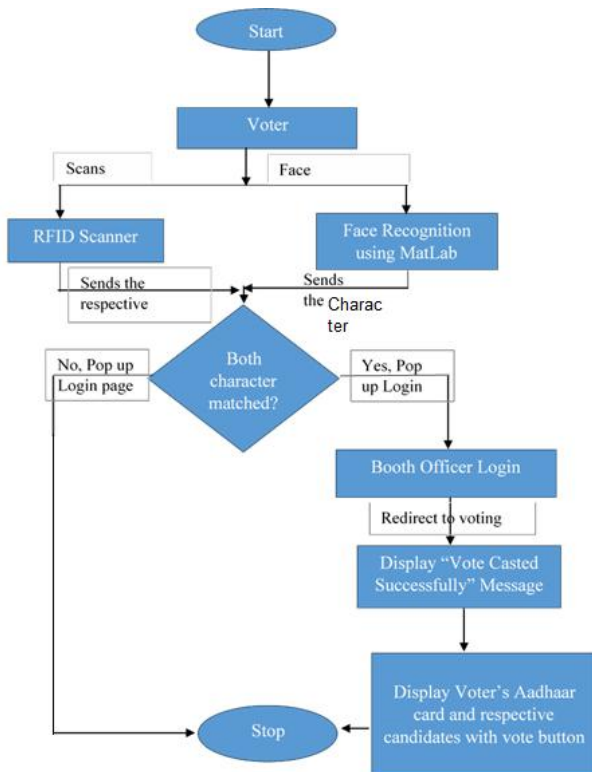 Start
Voter
Scans
Face
RFID Scanner
Face Recognition
using MatLab
Sends the
respective
Sends
the Charac
ter
Both
character
matched?
No, Pop up
Login page
Yes, Pop
up Login
Booth Officer Login
Redirect to voting
Display “Vote Casted
Successfully” Message
Display Voter’s Aadhaar
card and respective
candidates with vote button
Stop